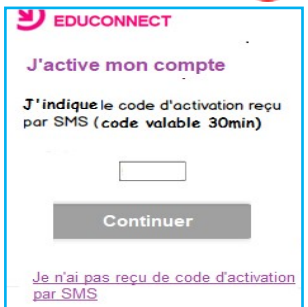 EDUCONNECT
J'active mon compte
J'indique le code d'activation reçu
par SMS (code valable 30min)
Continuer
Je n'ai pas reçu de code d'activation
par SMS